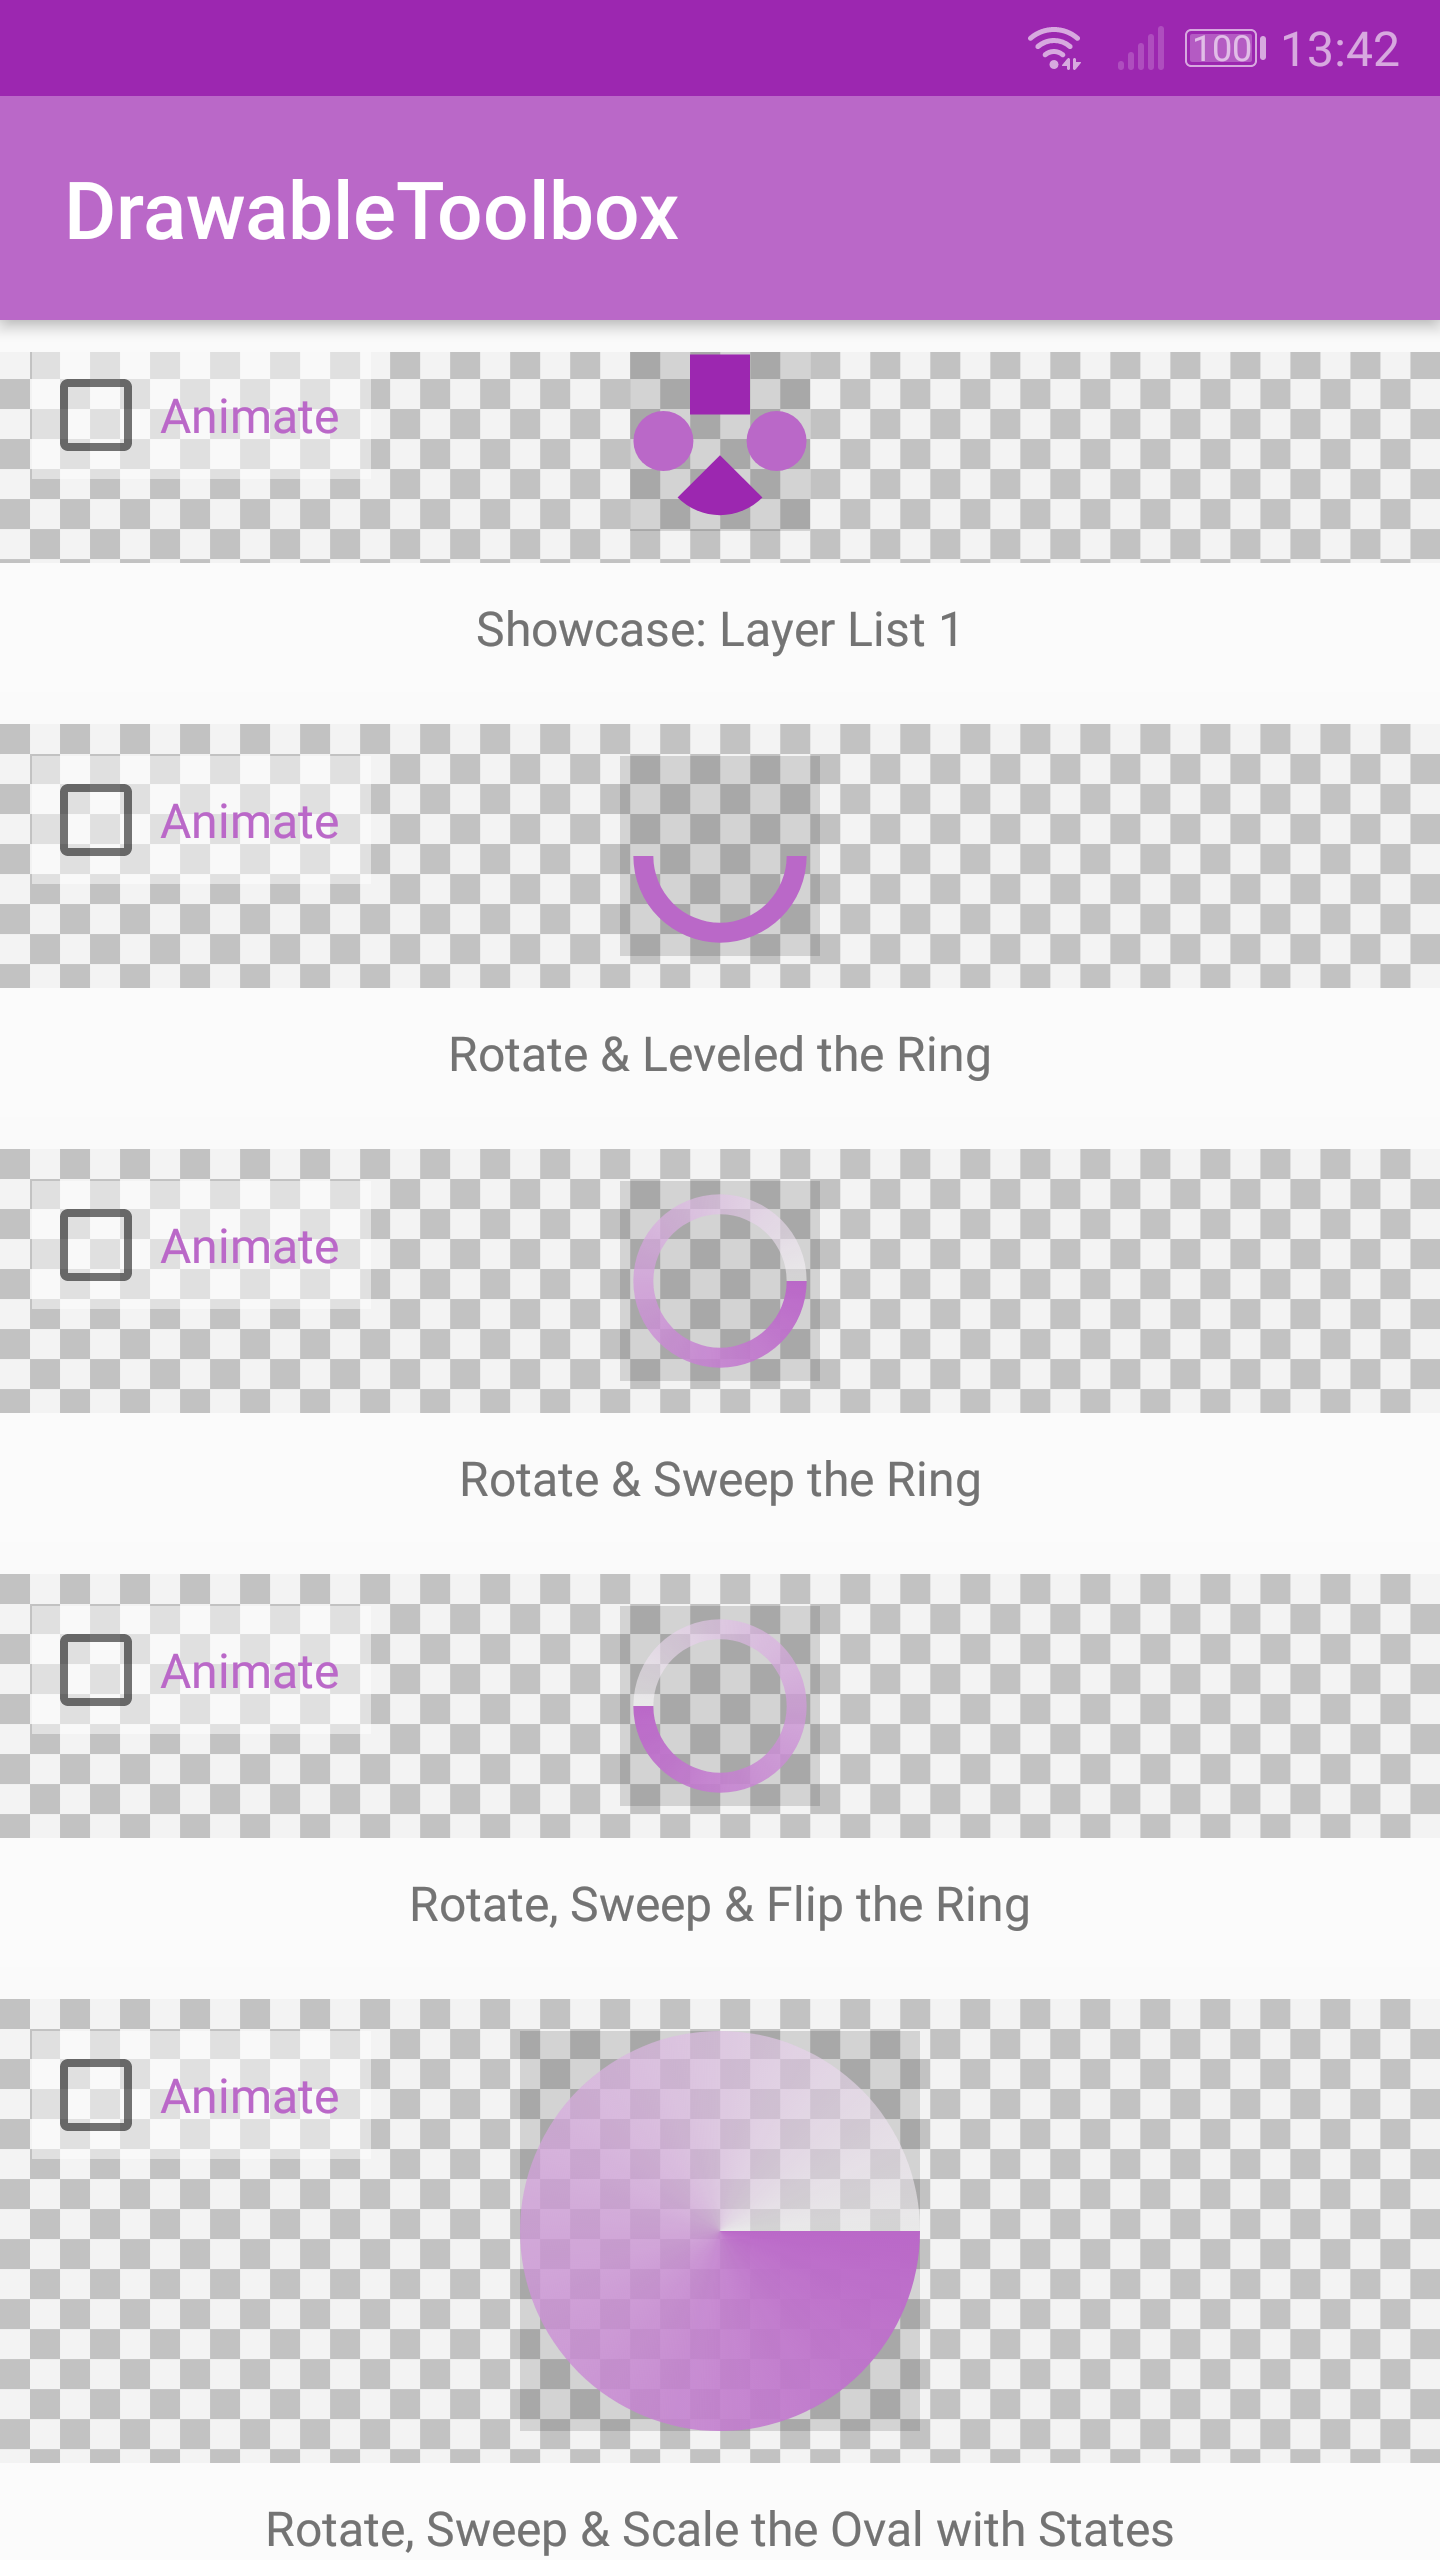 100 13:42
DrawableToolbox
Animate
Showcase: Layer List 1
Animate
Rotate & Leveled the Ring
Animate
Rotate & Sweep the Ring
Animate
Rotate, Sweep & Flip the Ring
Animate
Rotate, Sweep & Scale the Oval with States